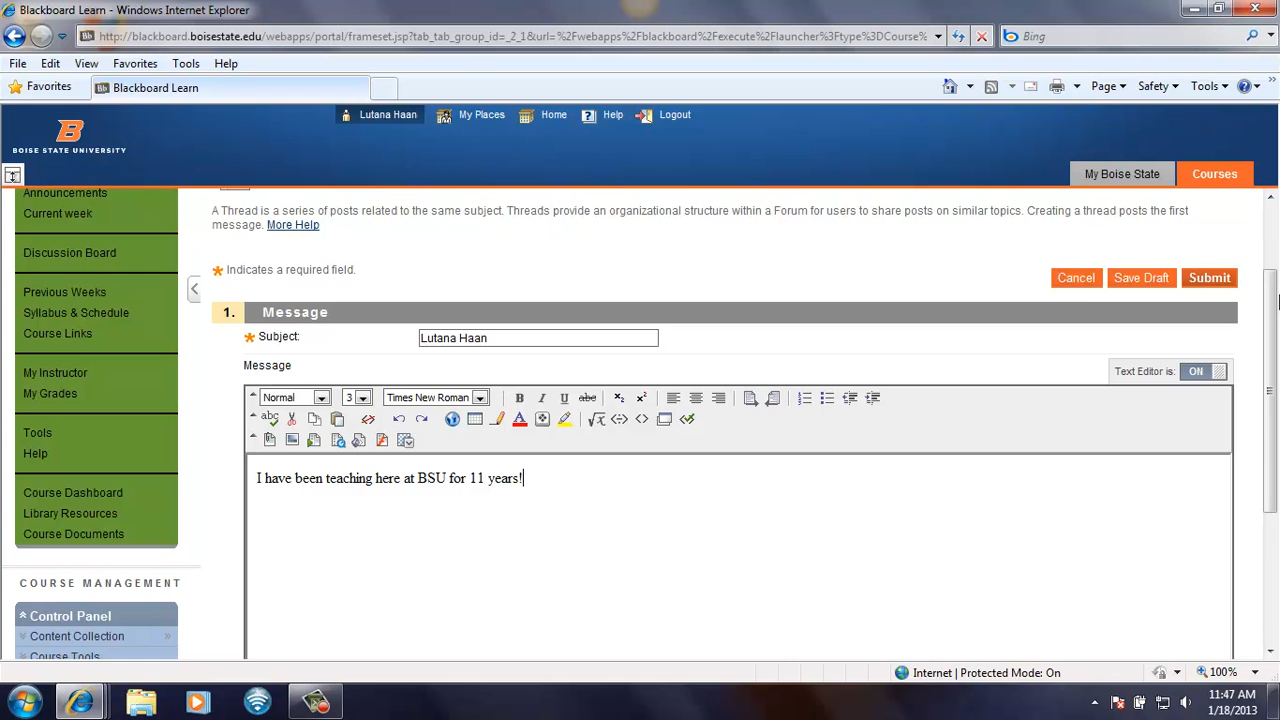 Blackboard Learn - Windows Internet Explorer
http://blackboard.boisestate.edu/webapps/portal/frameset.jsp?tab_tab_group_id=_2_1&url=%2Fwebapps%2Fblackboard%2Fexecute%2Flauncher%3Ftype%3DCourse%
Bing
File Edit View Favorites Tools Help
Favorites
Blackboard Learn
Page Safety Tools
Lutana Haan My Places Home Help Logout
B
BOISE STATE UNIVERSITY
My Boise State Courses
Announcements
Current week
Discussion Board
Previous Weeks
Syllabus & Schedule
Course Links
My Instructor
My Grades
Tools
Help
Course Dashboard
Library Resources
Course Documents
COURSE MANAGEMENT
Control Panel
Content Collection
Course Tools
A Thread is a series of posts related to the same subject. Threads provide an organizational structure within a Forum for users to share posts on similar topics. Creating a thread posts the first
message. More Help
Indicates a required field.
Cancel Save Draft Submit
1. Message
Subject: Lutana Haan
Message
Text Editor is: ON
Normal 3 Times New Roman B I U abc
I have been teaching here at BSU for 11 years!
Internet | Protected Mode: On
100%
11:47 AM
1/18/2013